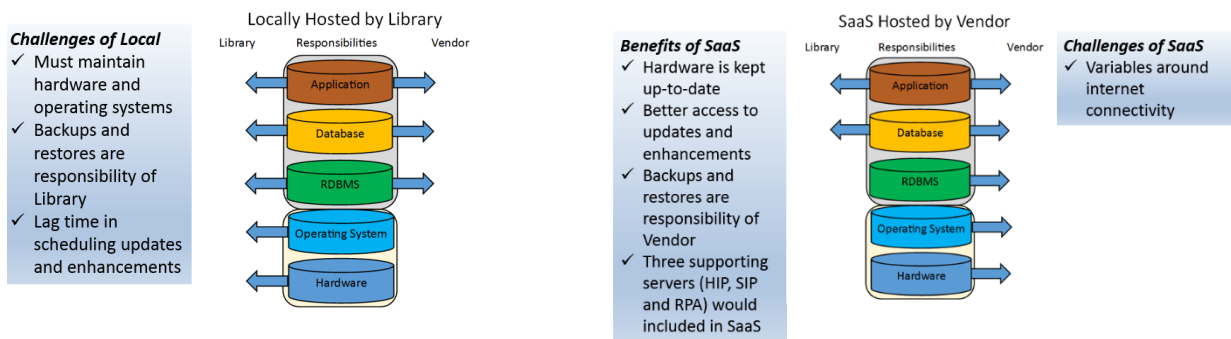 Locally Hosted by Library
Library Responsibilities Vendor
Challenges of Local
✓ Must maintain
hardware and
operating systems
✓ Backups and
restores are
responsibility of
Library
✓ Lag time in
scheduling updates
and enhancements
Application
Database
RDBMS
Operating System
Hardware
SaaS Hosted by Vendor
Library Responsibilities Vendor
Benefits of SaaS
✓ Hardware is kept
up-to-date
✓ Better access to
updates and
enhancements
✓ Backups and
restores are
responsibility of
Vendor
✓ Three supporting
servers (HIP, SIP
and RPA) would
included in SaaS
Application
Database
RDBMS
Operating System
Hardware
Challenges of SaaS
✓ Variables around
internet
connectivity